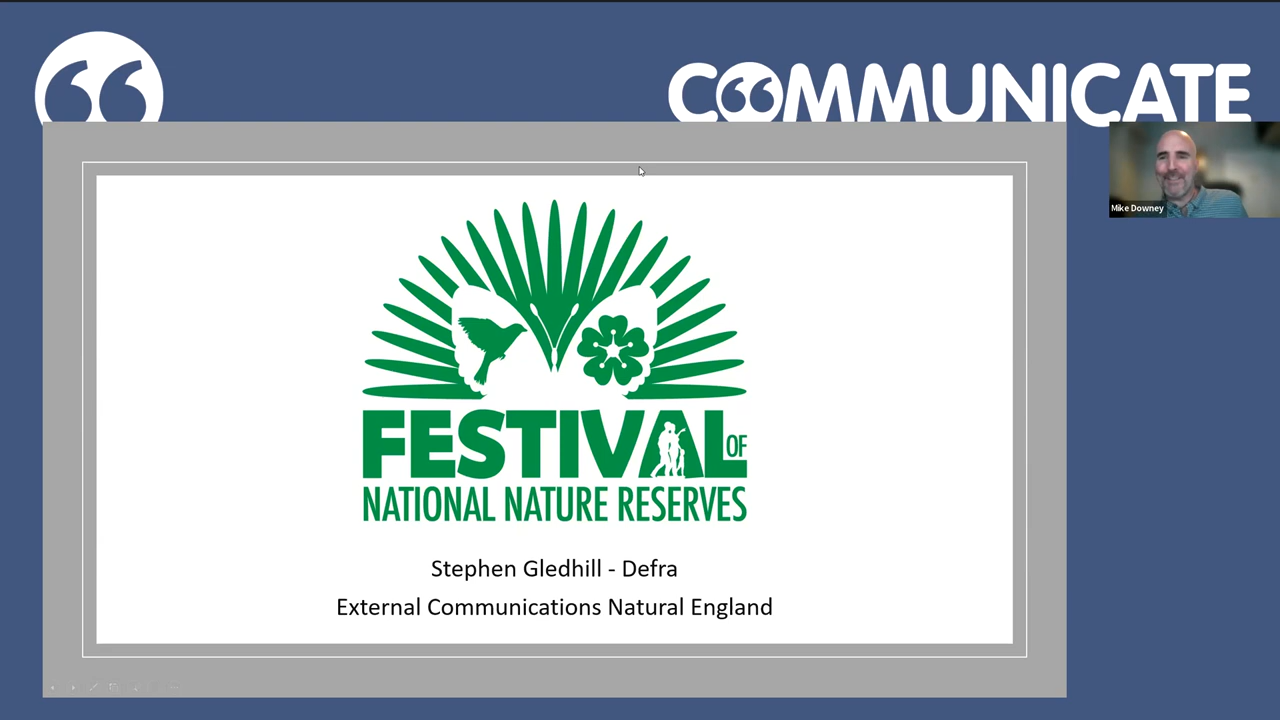 COMMUNICATE
Mike Downey
FESTIVAL OF
NATIONAL NATURE RESERVES
Stephen Gledhill - Defra
External Communications Natural England